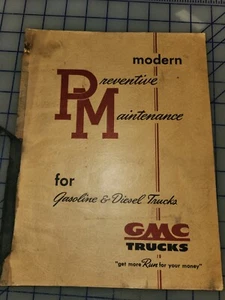 modern
Preventive
Maintenance
for
Gasoline & Diesel Trucks
GMC
TRUCKS
"get more Run for your money"